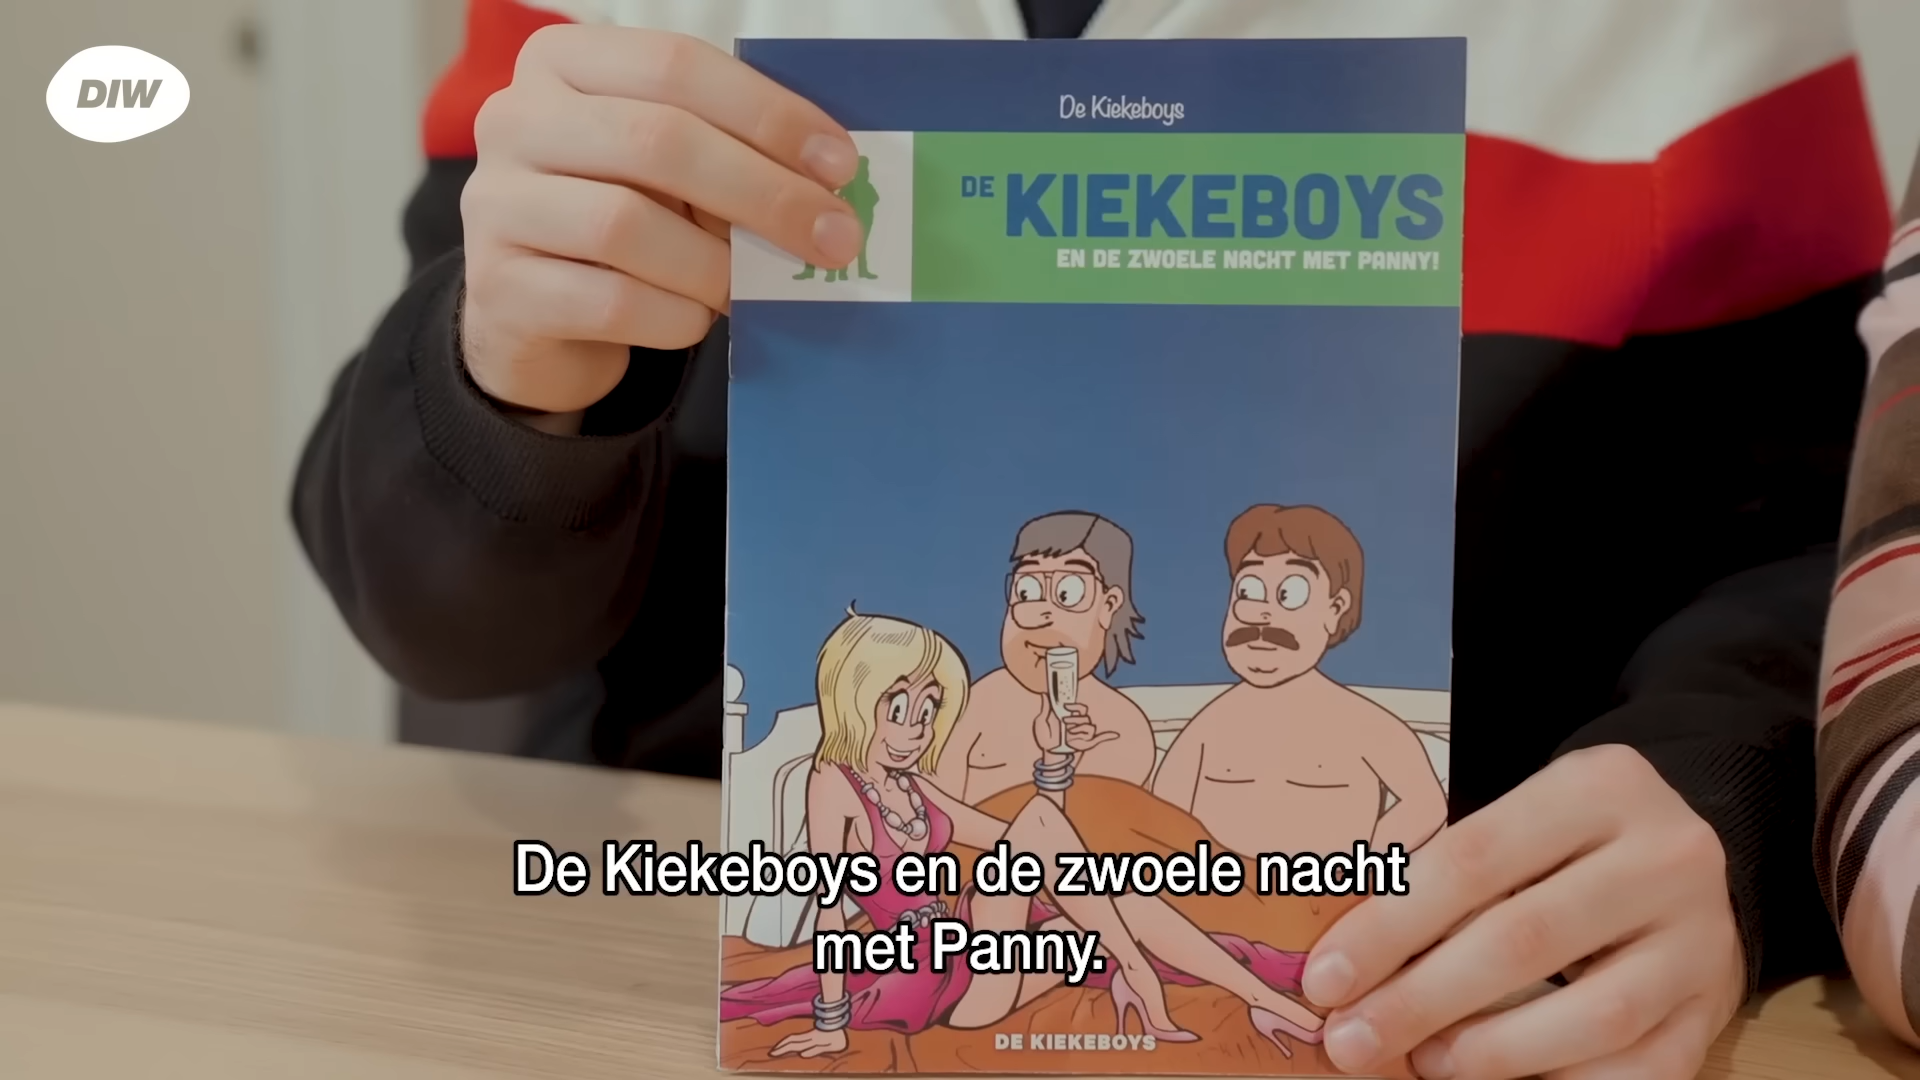 DIW
De Kiekeboys
DE KIEKEBOYS
EN DE ZWOELE NACHT MET PANNY!
De Kiekeboys en de zwoele nacht
met Panny.
DE KIEKEBOYS